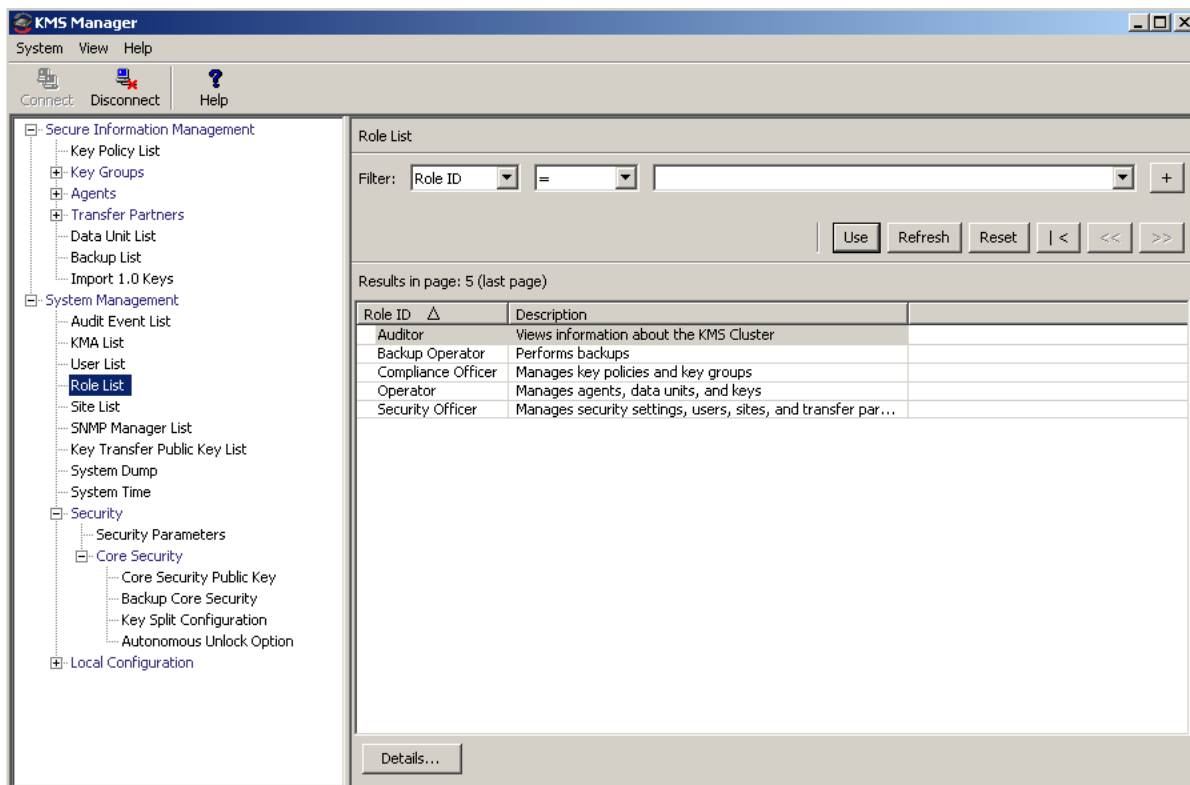 KMS Manager
System View Help
Connect Disconnect Help
Secure Information Management
Key Policy List
Key Groups
Agents
Transfer Partners
Data Unit List
Backup List
Import 1.0 Keys
System Management
Audit Event List
KMA List
User List
Role List
Site List
SNMP Manager List
Key Transfer Public Key List
System Dump
System Time
Security
Security Parameters
Core Security
Core Security Public Key
Backup Core Security
Key Split Configuration
Autonomous Unlock Option
Local Configuration
Role List
Filter: Role ID = +
Use Refresh Reset |< << >>
Results in page: 5 (last page)
Role ID Description
Auditor Views information about the KMS Cluster
Backup Operator Performs backups
Compliance Officer Manages key policies and key groups
Operator Manages agents, data units, and keys
Security Officer Manages security settings, users, sites, and transfer par...
Details...